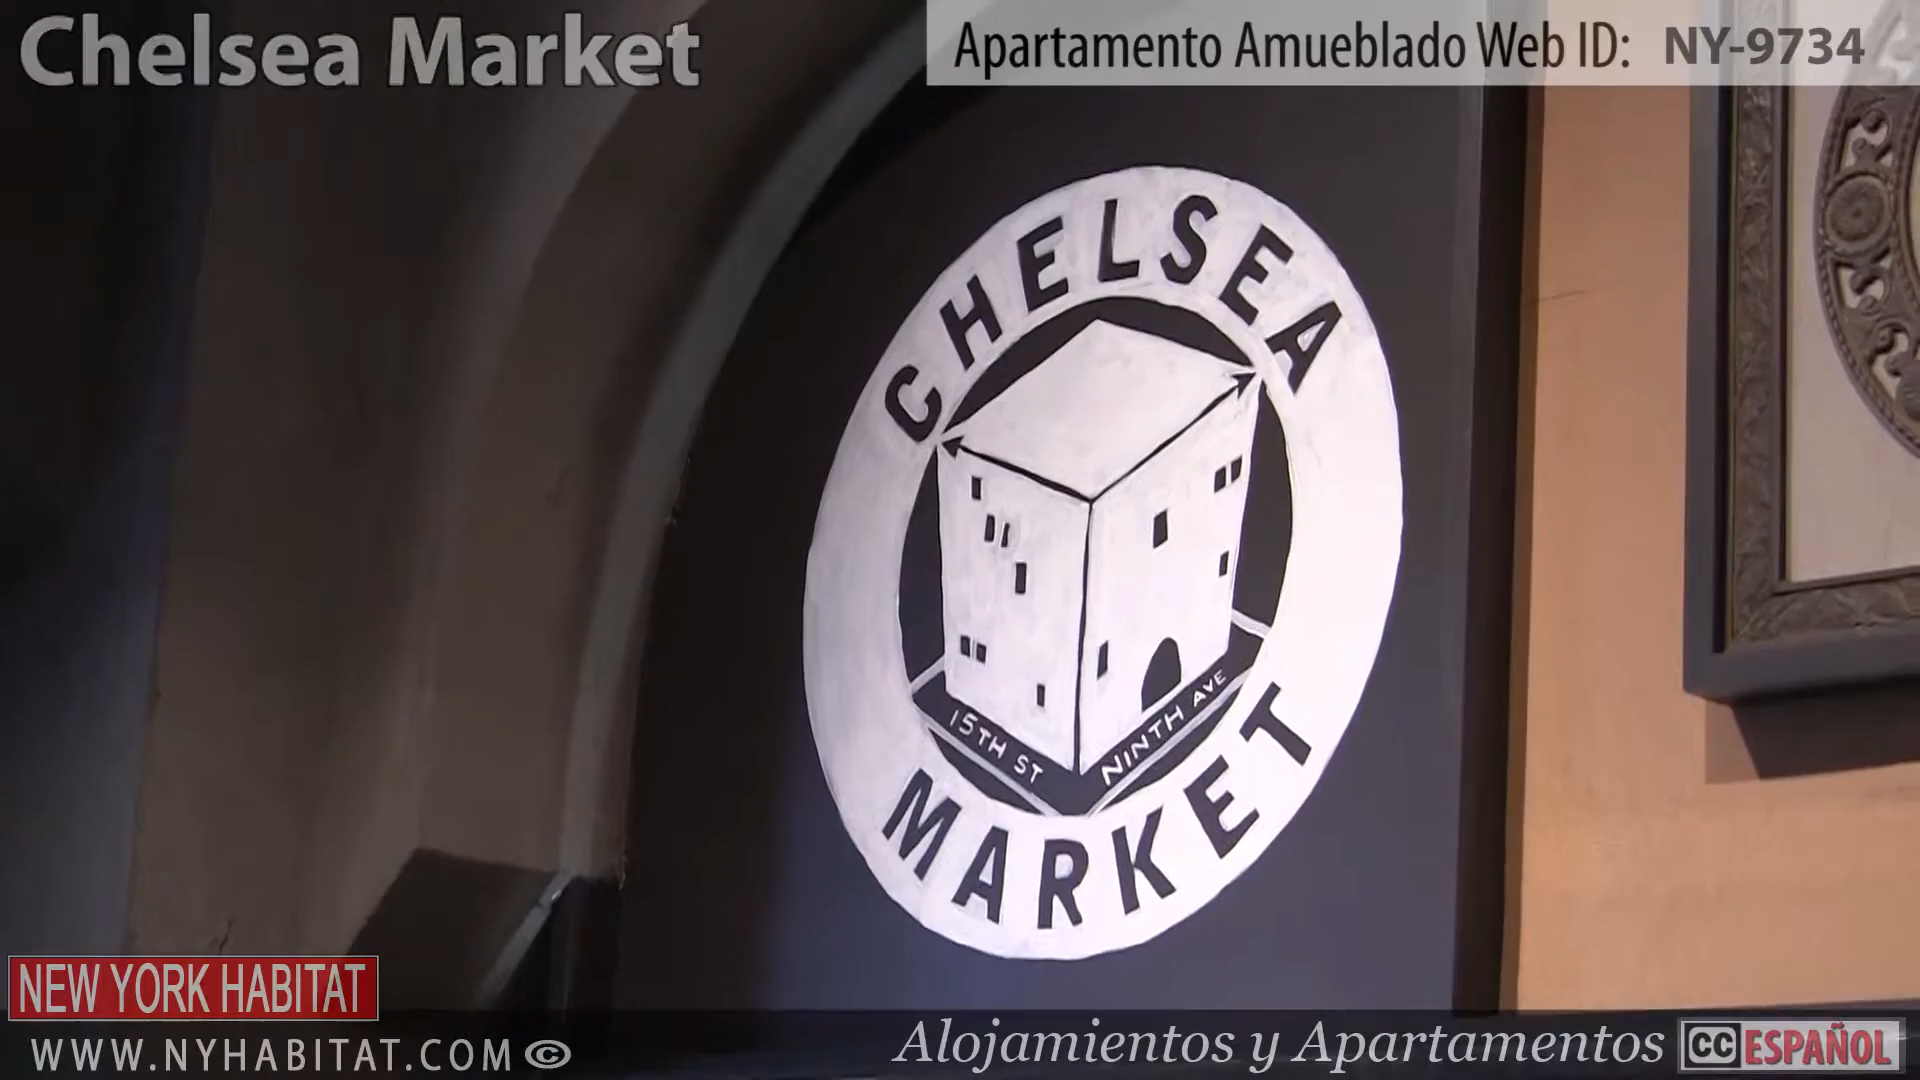 Chelsea Market
Apartamento Amueblado Web ID: NY-9734
CHELSEA
15TH ST
NINTH AVE
MARKET
NEW YORK HABITAT
WWW.NYHABITAT.COM ©
Alojamientos y Apartamentos
CC ESPAÑOL